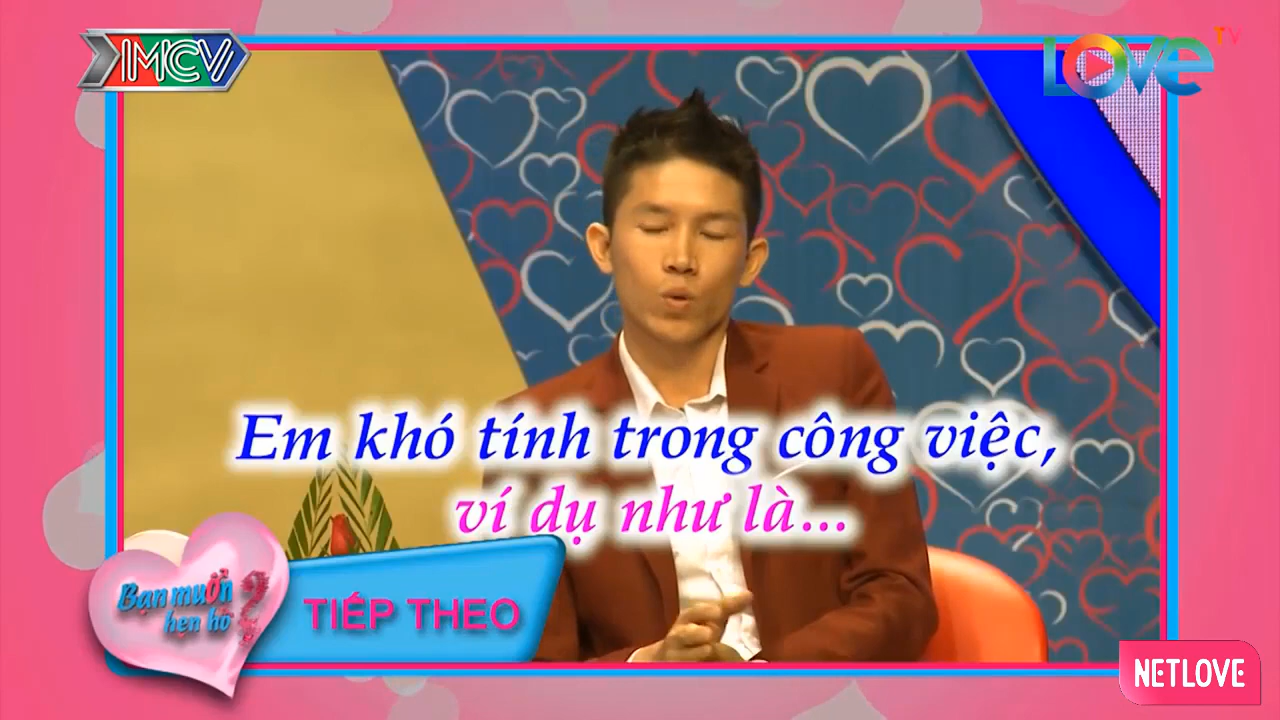 MCV
LOVE TV
Em khó tính trong công việc,
ví dụ như là...
Bạn muốn
hẹn hò
TIẾP THEO
NETLOVE